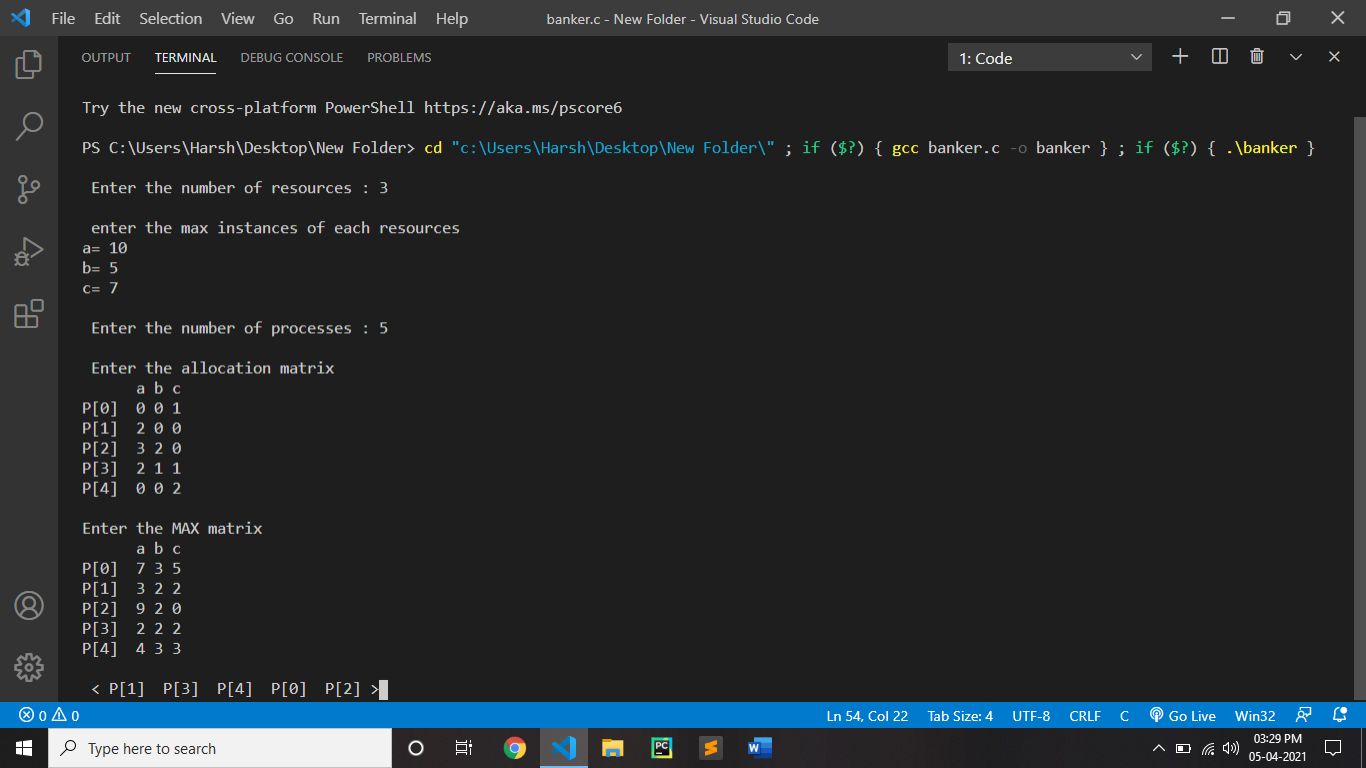 File Edit Selection View Go Run Terminal Help banker.c - New Folder - Visual Studio Code
OUTPUT TERMINAL DEBUG CONSOLE PROBLEMS 1: Code
Try the new cross-platform PowerShell https://aka.ms/pscore6
PS C:\Users\Harsh\Desktop\New Folder> cd "c:\Users\Harsh\Desktop\New Folder\" ; if ($?) { gcc banker.c -o banker } ; if ($?) { .\banker }
Enter the number of resources : 3
enter the max instances of each resources
a= 10
b= 5
c= 7
Enter the number of processes : 5
Enter the allocation matrix
a b c
P[0] 0 0 1
P[1] 2 0 0
P[2] 3 2 0
P[3] 2 1 1
P[4] 0 0 2
Enter the MAX matrix
a b c
P[0] 7 3 5
P[1] 3 2 2
P[2] 9 2 0
P[3] 2 2 2
P[4] 4 3 3
< P[1] P[3] P[4] P[0] P[2] >
0 0 Ln 54, Col 22 Tab Size: 4 UTF-8 CRLF C Go Live Win32
Type here to search PC W 03:29 PM
05-04-2021